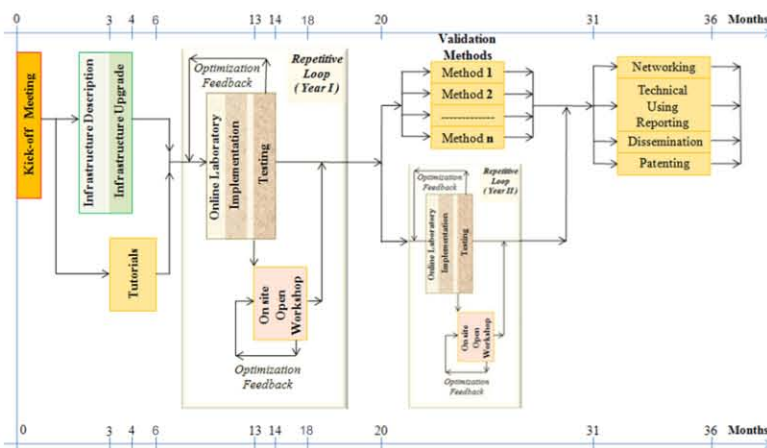 0 3 4 6 13 14 18 20 31 36 Months
Kick-off Meeting
Infrastructure Description
Infrastructure Upgrade
Tutorials
Optimization
Feedback
Repetitive
Loop
(Year I)
Online Laboratory
Implementation
Testing
On site
Open
Workshop
Optimization
Feedback
Validation
Methods
Method 1
Method 2
-------------
Method n
Optimization
Feedback
Repetitive
Loop
(Year II)
Online Laboratory
Implementation
Testing
On site
Open
Workshop
Optimization
Feedback
Networking
Technical
Using
Reporting
Dissemination
Patenting
0 3 4 6 13 14 18 20 31 36 Months